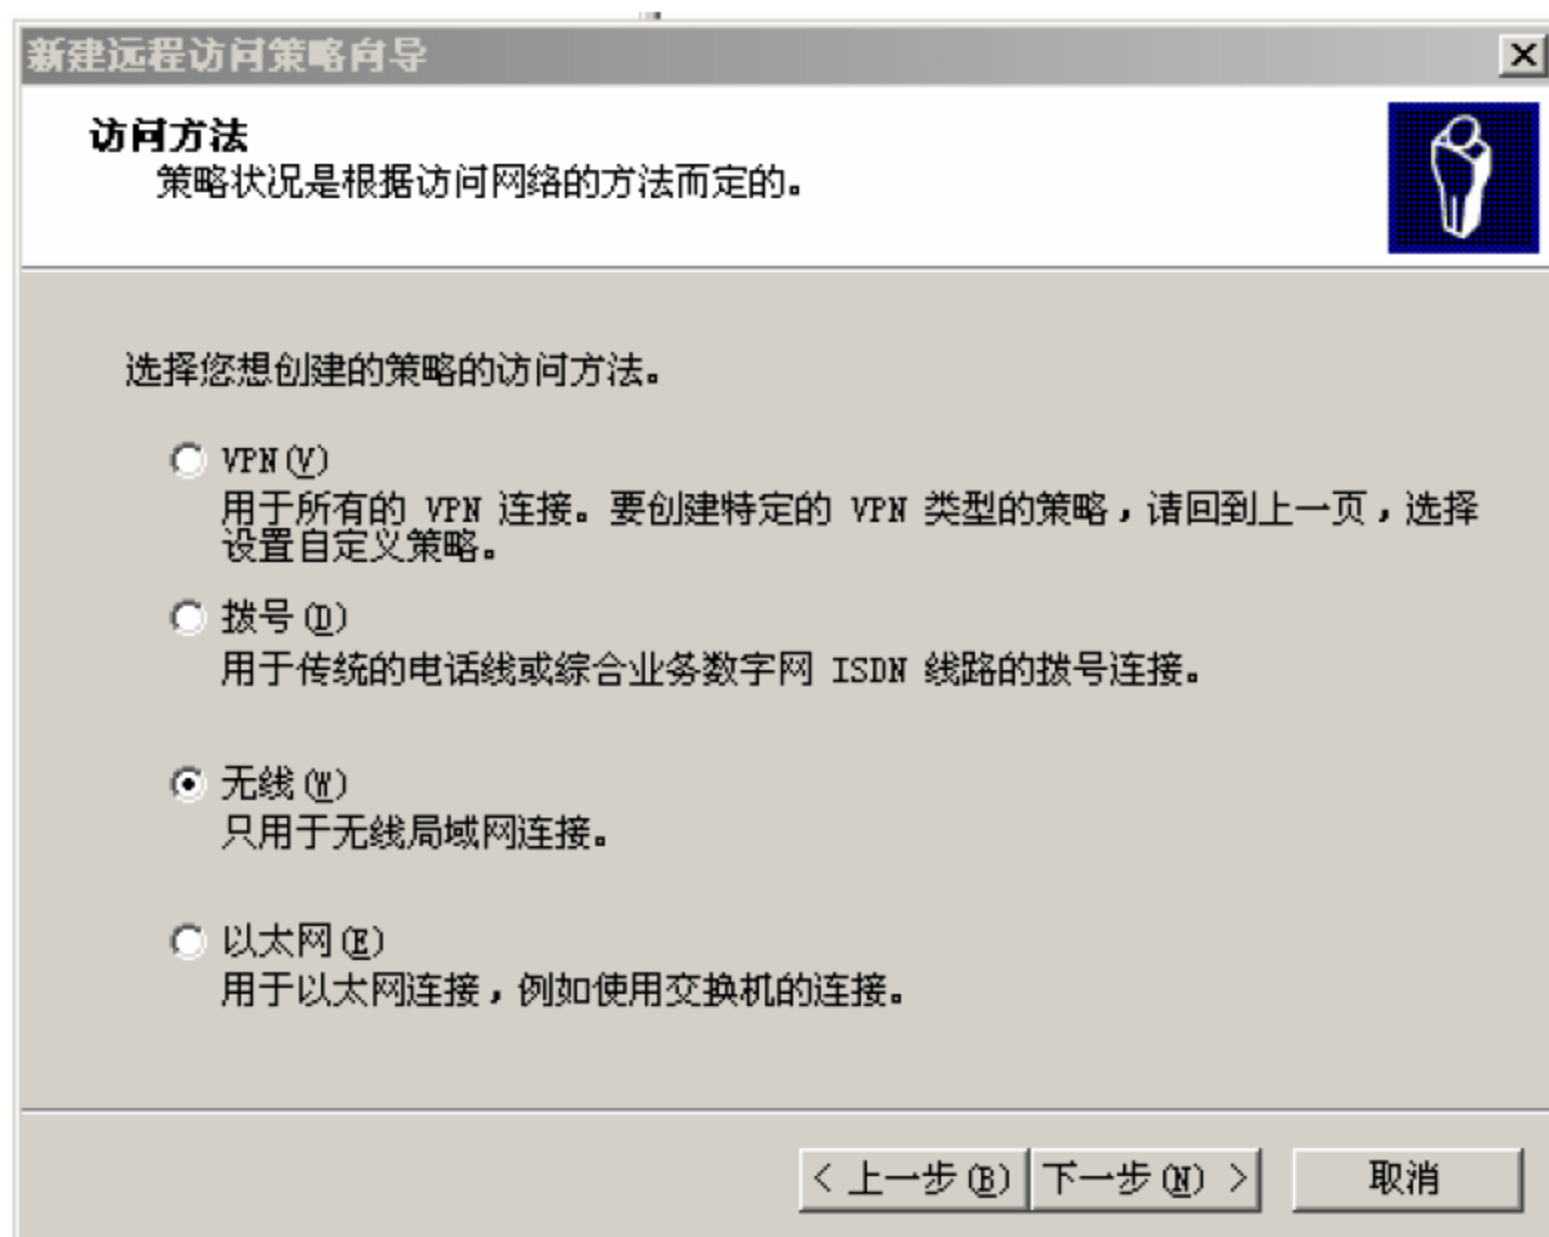 新建远程访问策略向导
访问方法
策略状况是根据访问网络的方法而定的。
选择您想创建的策略的访问方法。
VPN(V)
用于所有的 VPN 连接。要创建特定的 VPN 类型的策略，请回到上一页，选择
设置自定义策略。
拨号(D)
用于传统的电话线或综合业务数字网 ISDN 线路的拨号连接。
无线(W)
只用于无线局域网连接。
以太网(E)
用于以太网连接，例如使用交换机的连接。
< 上一步(B) 下一步(N) > 取消